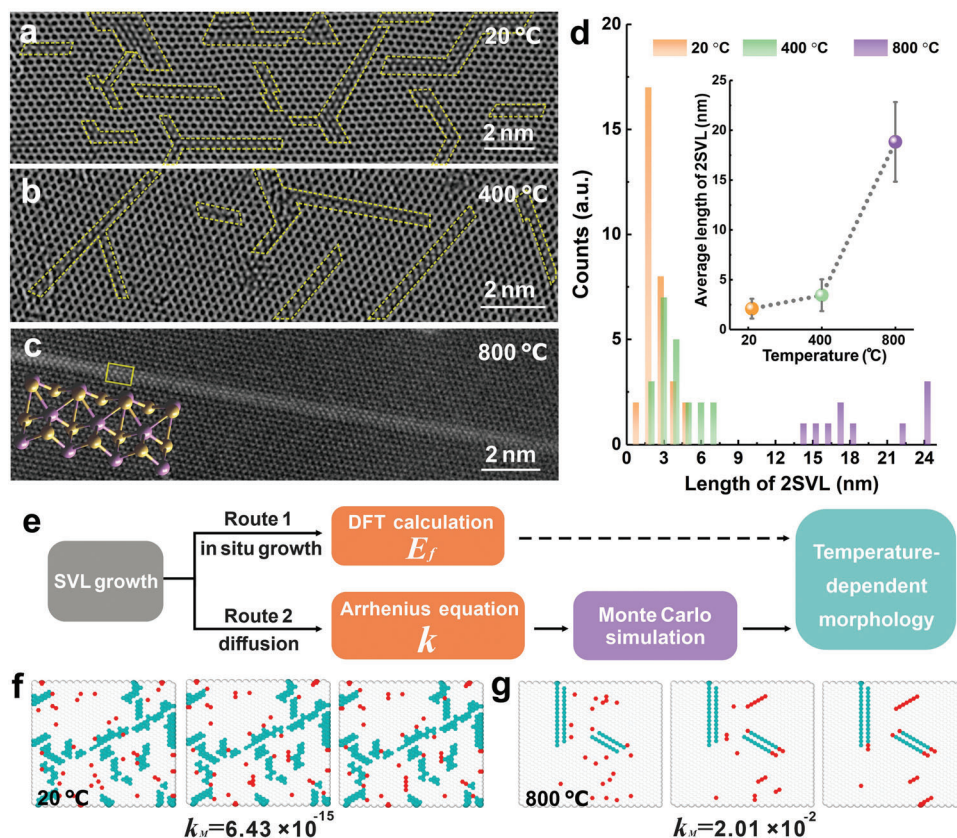 a
20 °C
2 nm
b
400 °C
2 nm
c
800 °C
2 nm
d
20 °C
400 °C
800 °C
Counts (a.u.)
20
15
10
5
0
0
3
6
9
12
15
18
21
24
Length of 2SVL (nm)
Average length of 2SVL (nm)
25
20
15
10
5
0
20
400
800
Temperature (℃)
e
SVL growth
Route 1
in situ growth
Route 2
diffusion
DFT calculation
E_f
Arrhenius equation
k
Monte Carlo
simulation
Temperature-
dependent
morphology
f
20 °C
k_M=6.43 ×10^-15
g
800 °C
k_M=2.01 ×10^-2